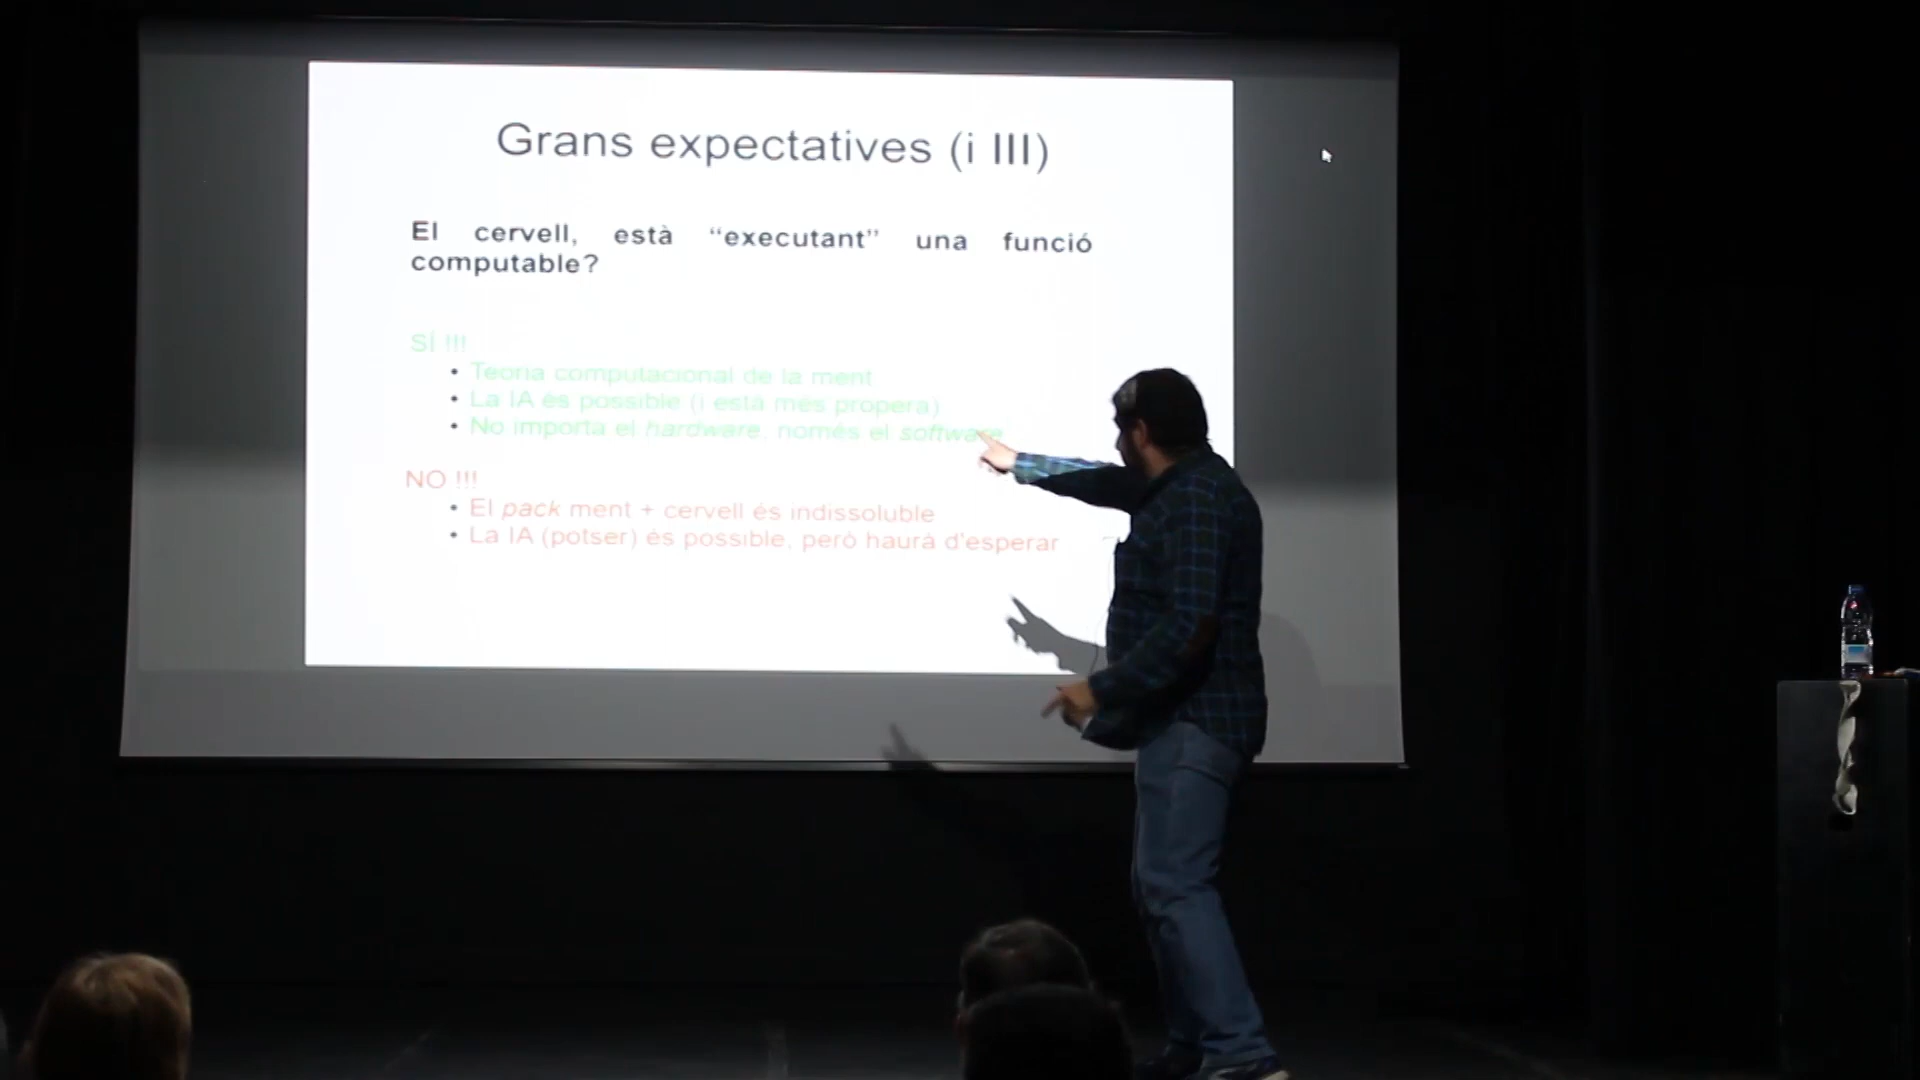 Grans expectatives (i III)
El cervell, està “executant” una funció
computable?
SÍ !!!
• Teoria computacional de la ment
• La IA és possible (i està més propera)
• No importa el hardware, només el software
NO !!!
• El pack ment + cervell és indissoluble
• La IA (potser) és possible, però haurà d'esperar